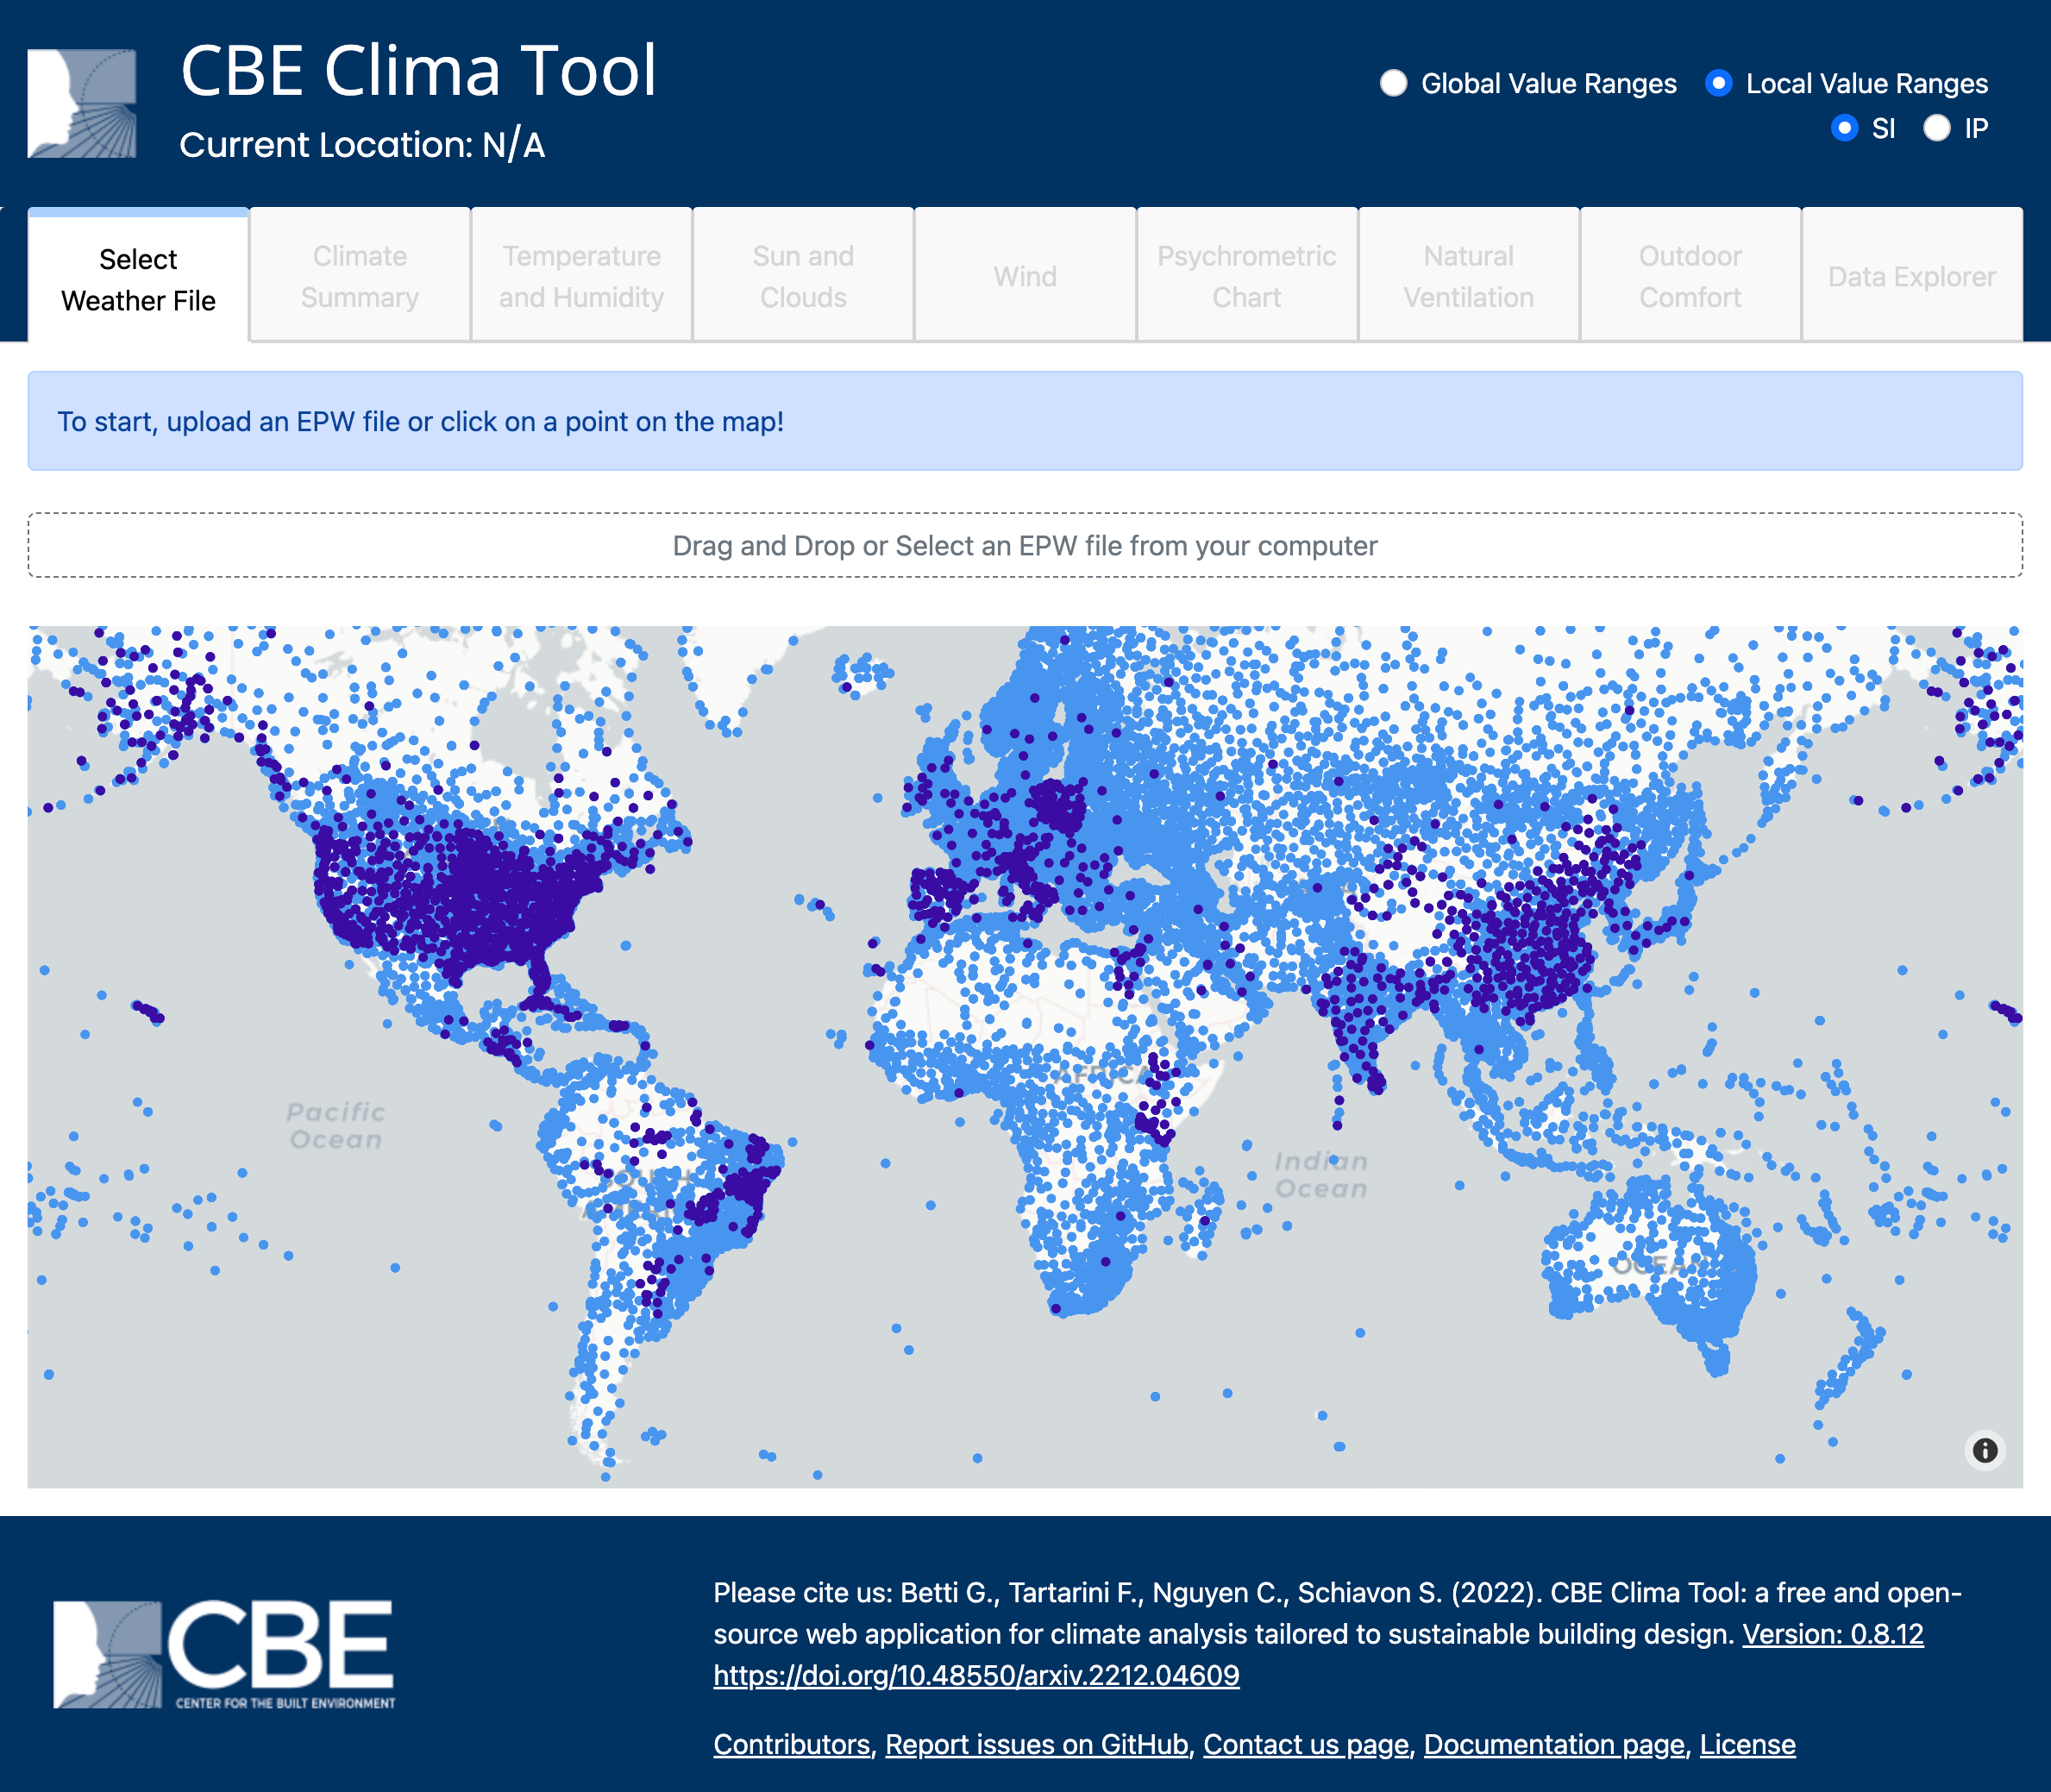 CBE Clima Tool
Current Location: N/A
Global Value Ranges
Local Value Ranges
SI
IP
Select
Weather File
Climate
Summary
Temperature
and Humidity
Sun and
Clouds
Wind
Psychrometric
Chart
Natural
Ventilation
Outdoor
Comfort
Data Explorer
To start, upload an EPW file or click on a point on the map!
Drag and Drop or Select an EPW file from your computer
Pacific
Ocean
AFRICA
Indian
Ocean
CBE
CENTER FOR THE BUILT ENVIRONMENT
Please cite us: Betti G., Tartarini F., Nguyen C., Schiavon S. (2022). CBE Clima Tool: a free and open-
source web application for climate analysis tailored to sustainable building design. Version: 0.8.12
https://doi.org/10.48550/arxiv.2212.04609
Contributors, Report issues on GitHub, Contact us page, Documentation page, License